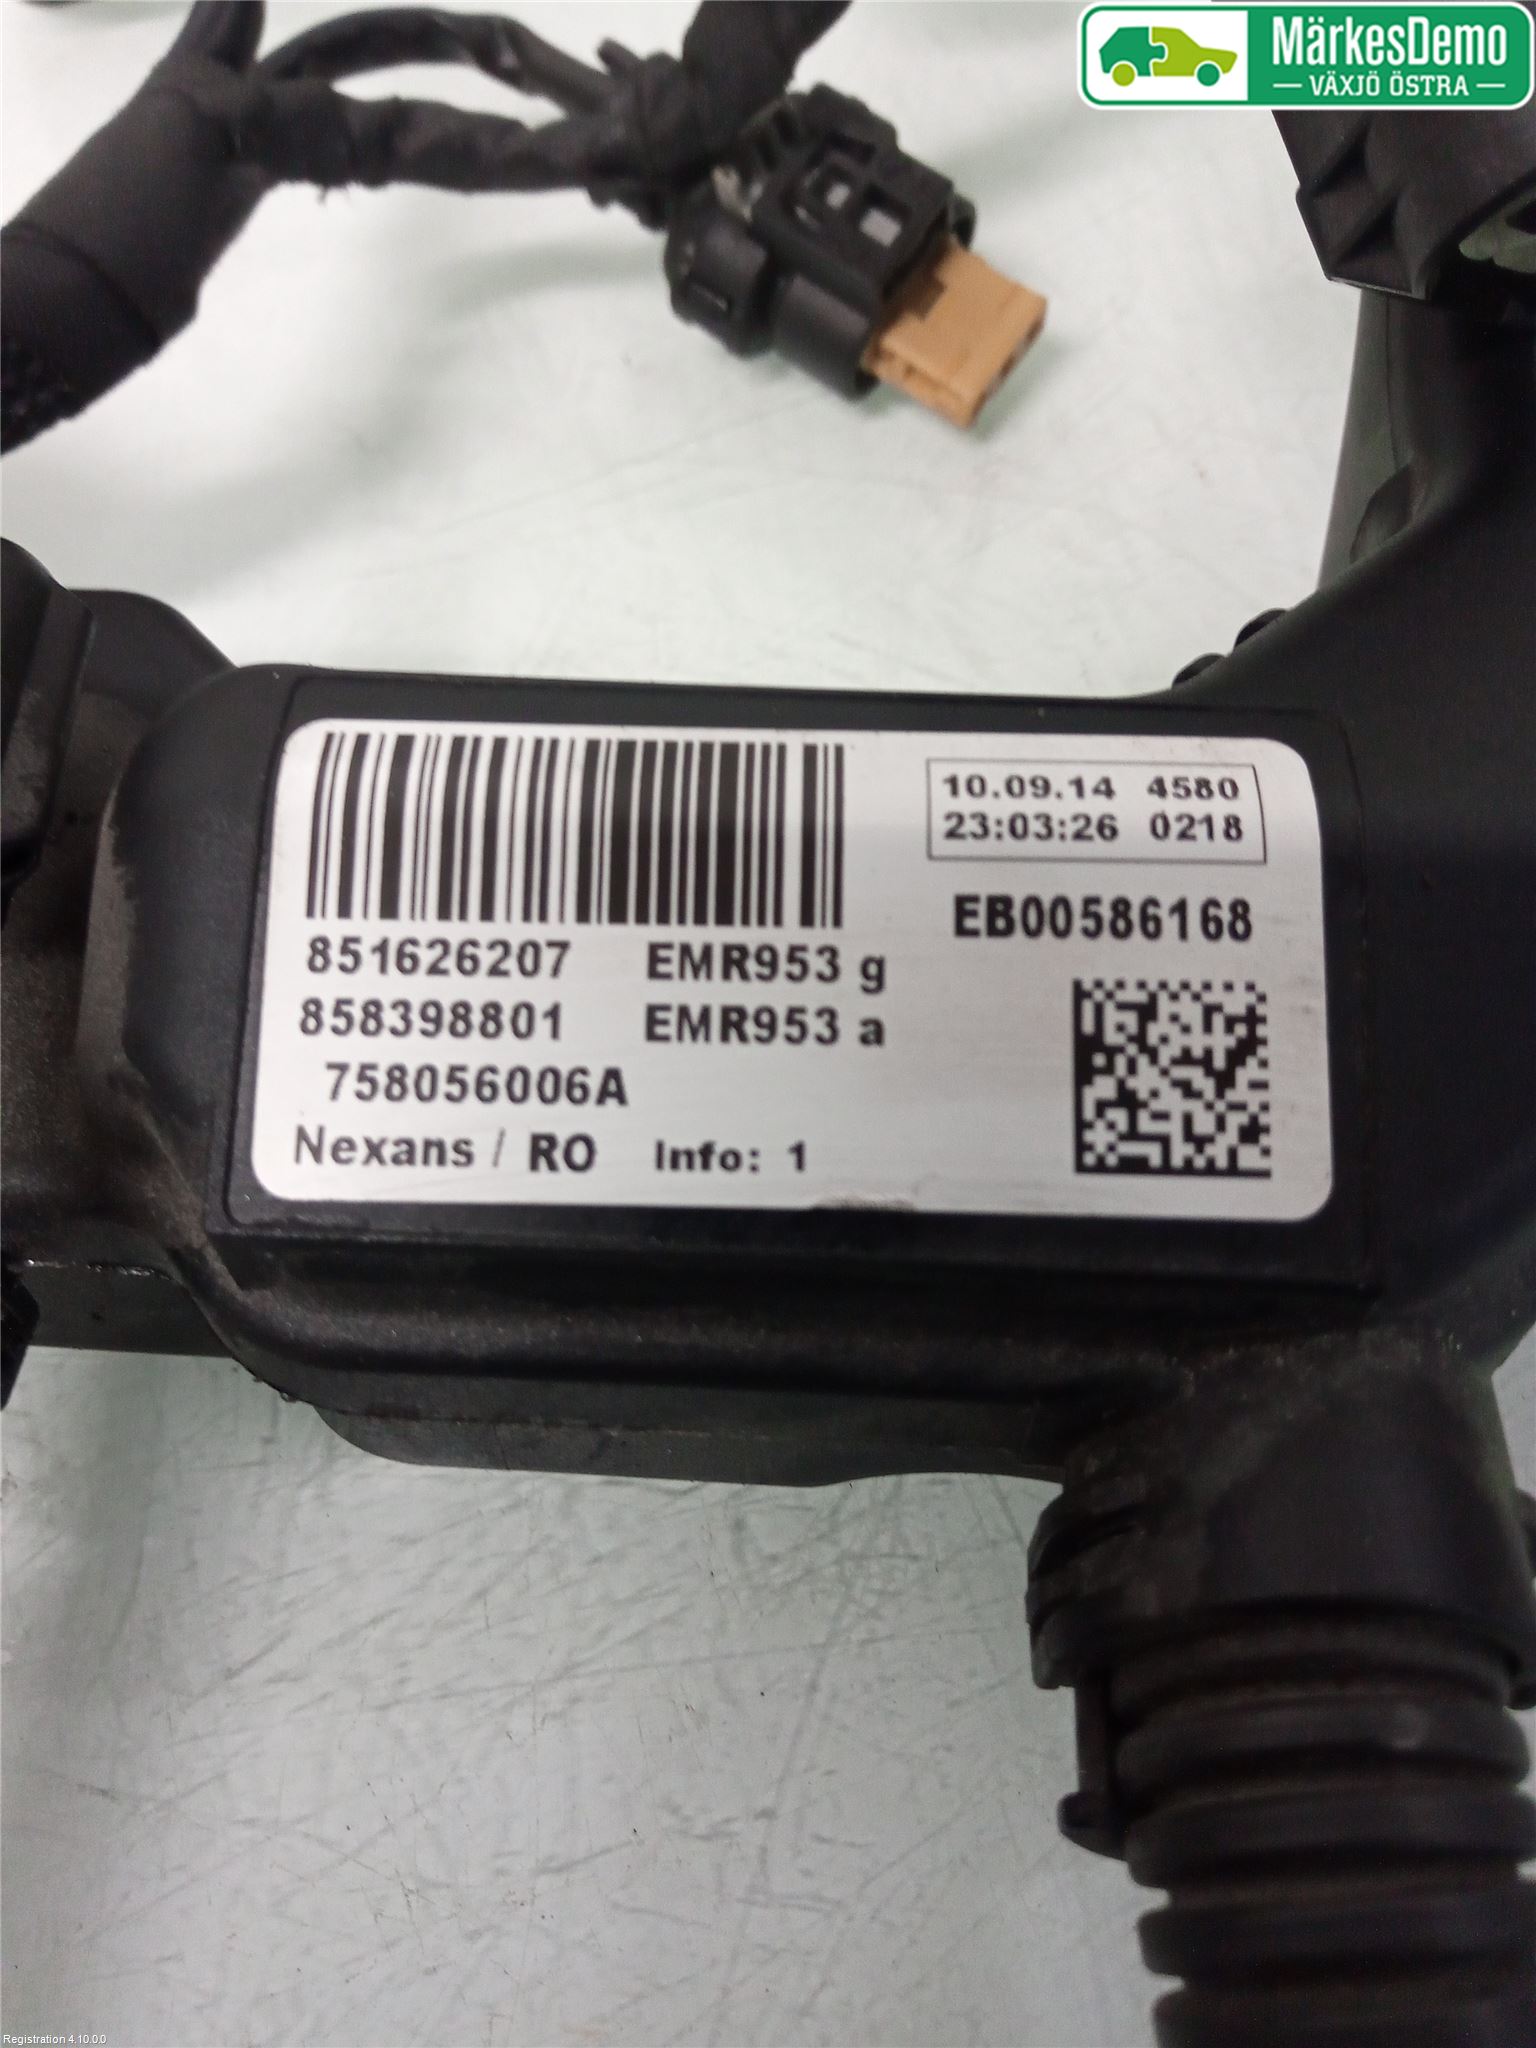 MärkesDemo
VÄXJÖ ÖSTRA
10.09.14 4580
23:03:26 0218
EB00586168
851626207 EMR953 g
858398801 EMR953 a
758056006A
Nexans / RO Info: 1
Registration 4.10.0.0